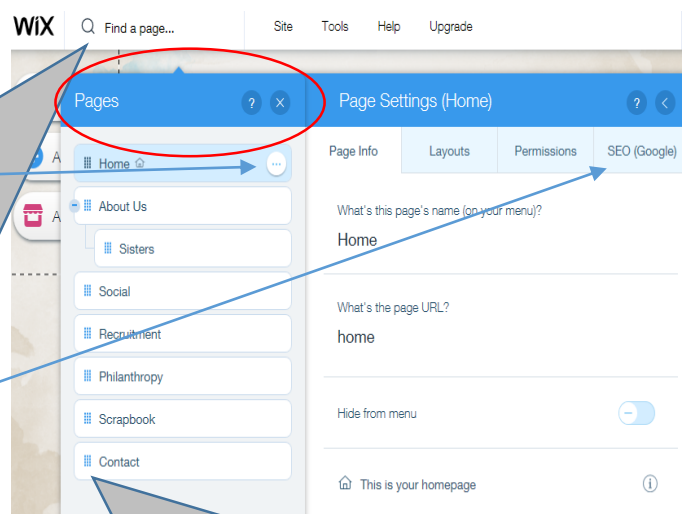 WiX Find a page... Site Tools Help Upgrade
Pages ? X Page Settings (Home) ? <
Home ...
Page Info Layouts Permissions SEO (Google)
A
About Us
What's this page's name (on your menu)?
A
Home
Sisters
Social
What's the page URL?
Recruitment
home
Philanthropy
Scrapbook
Hide from menu
Contact
This is your homepage i